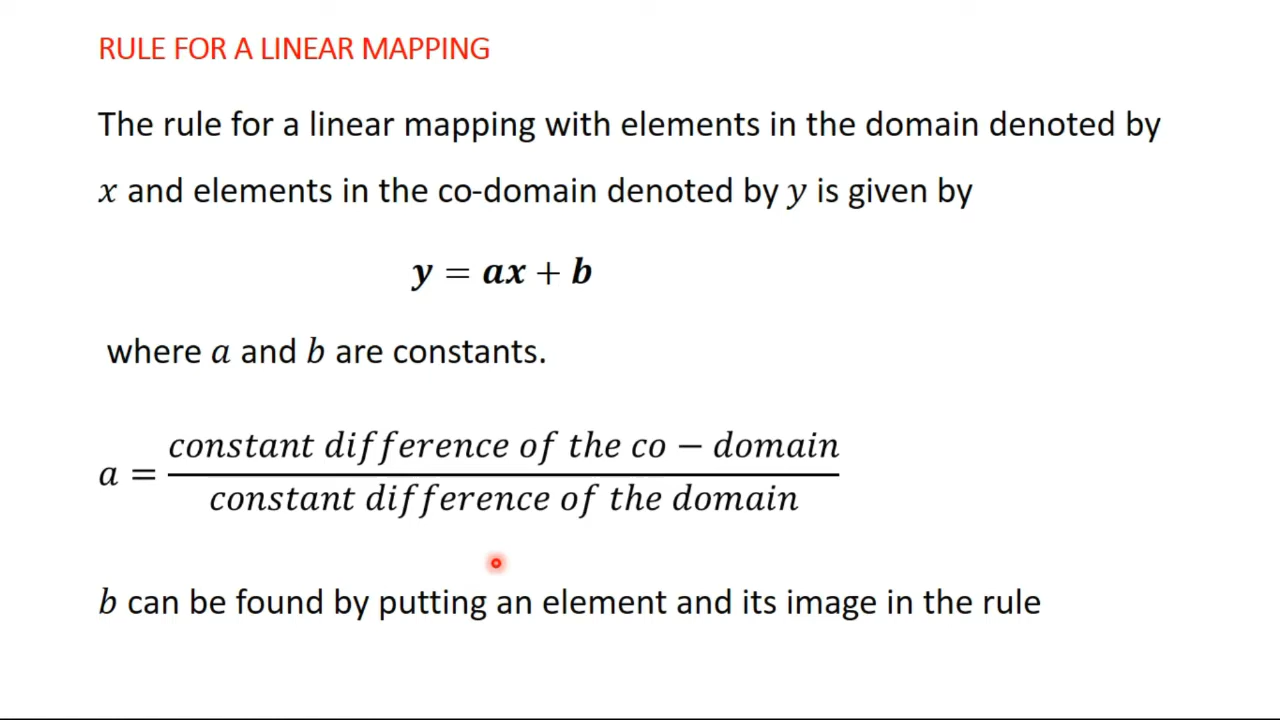 RULE FOR A LINEAR MAPPING
The rule for a linear mapping with elements in the domain denoted by
x and elements in the co-domain denoted by y is given by
y = ax + b
where a and b are constants.
a = constant difference of the co − domain
constant difference of the domain
b can be found by putting an element and its image in the rule